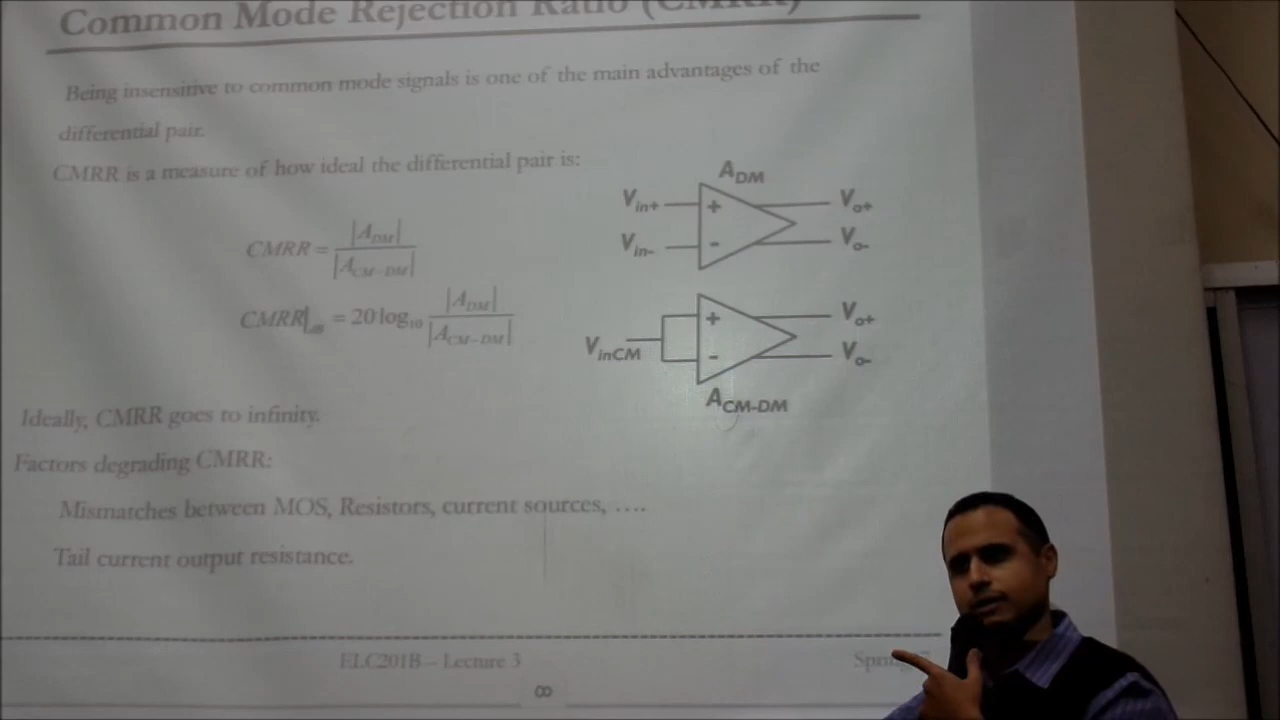 Common Mode Rejection Ratio (CMRR)
Being insensitive to common mode signals is one of the main advantages of the
differential pair.
CMRR is a measure of how ideal the differential pair is:
CMRR = |A_DM| / |A_CM-DM|
CMRR|_dB = 20 log_10 |A_DM| / |A_CM-DM|
A_DM
V_in+
+
V_o+
V_in-
-
V_o-
V_inCM
+
V_o+
-
V_o-
A_CM-DM
Ideally, CMRR goes to infinity.
Factors degrading CMRR:
Mismatches between MOS, Resistors, current sources, ….
Tail current output resistance.
ELC201B – Lecture 3
8